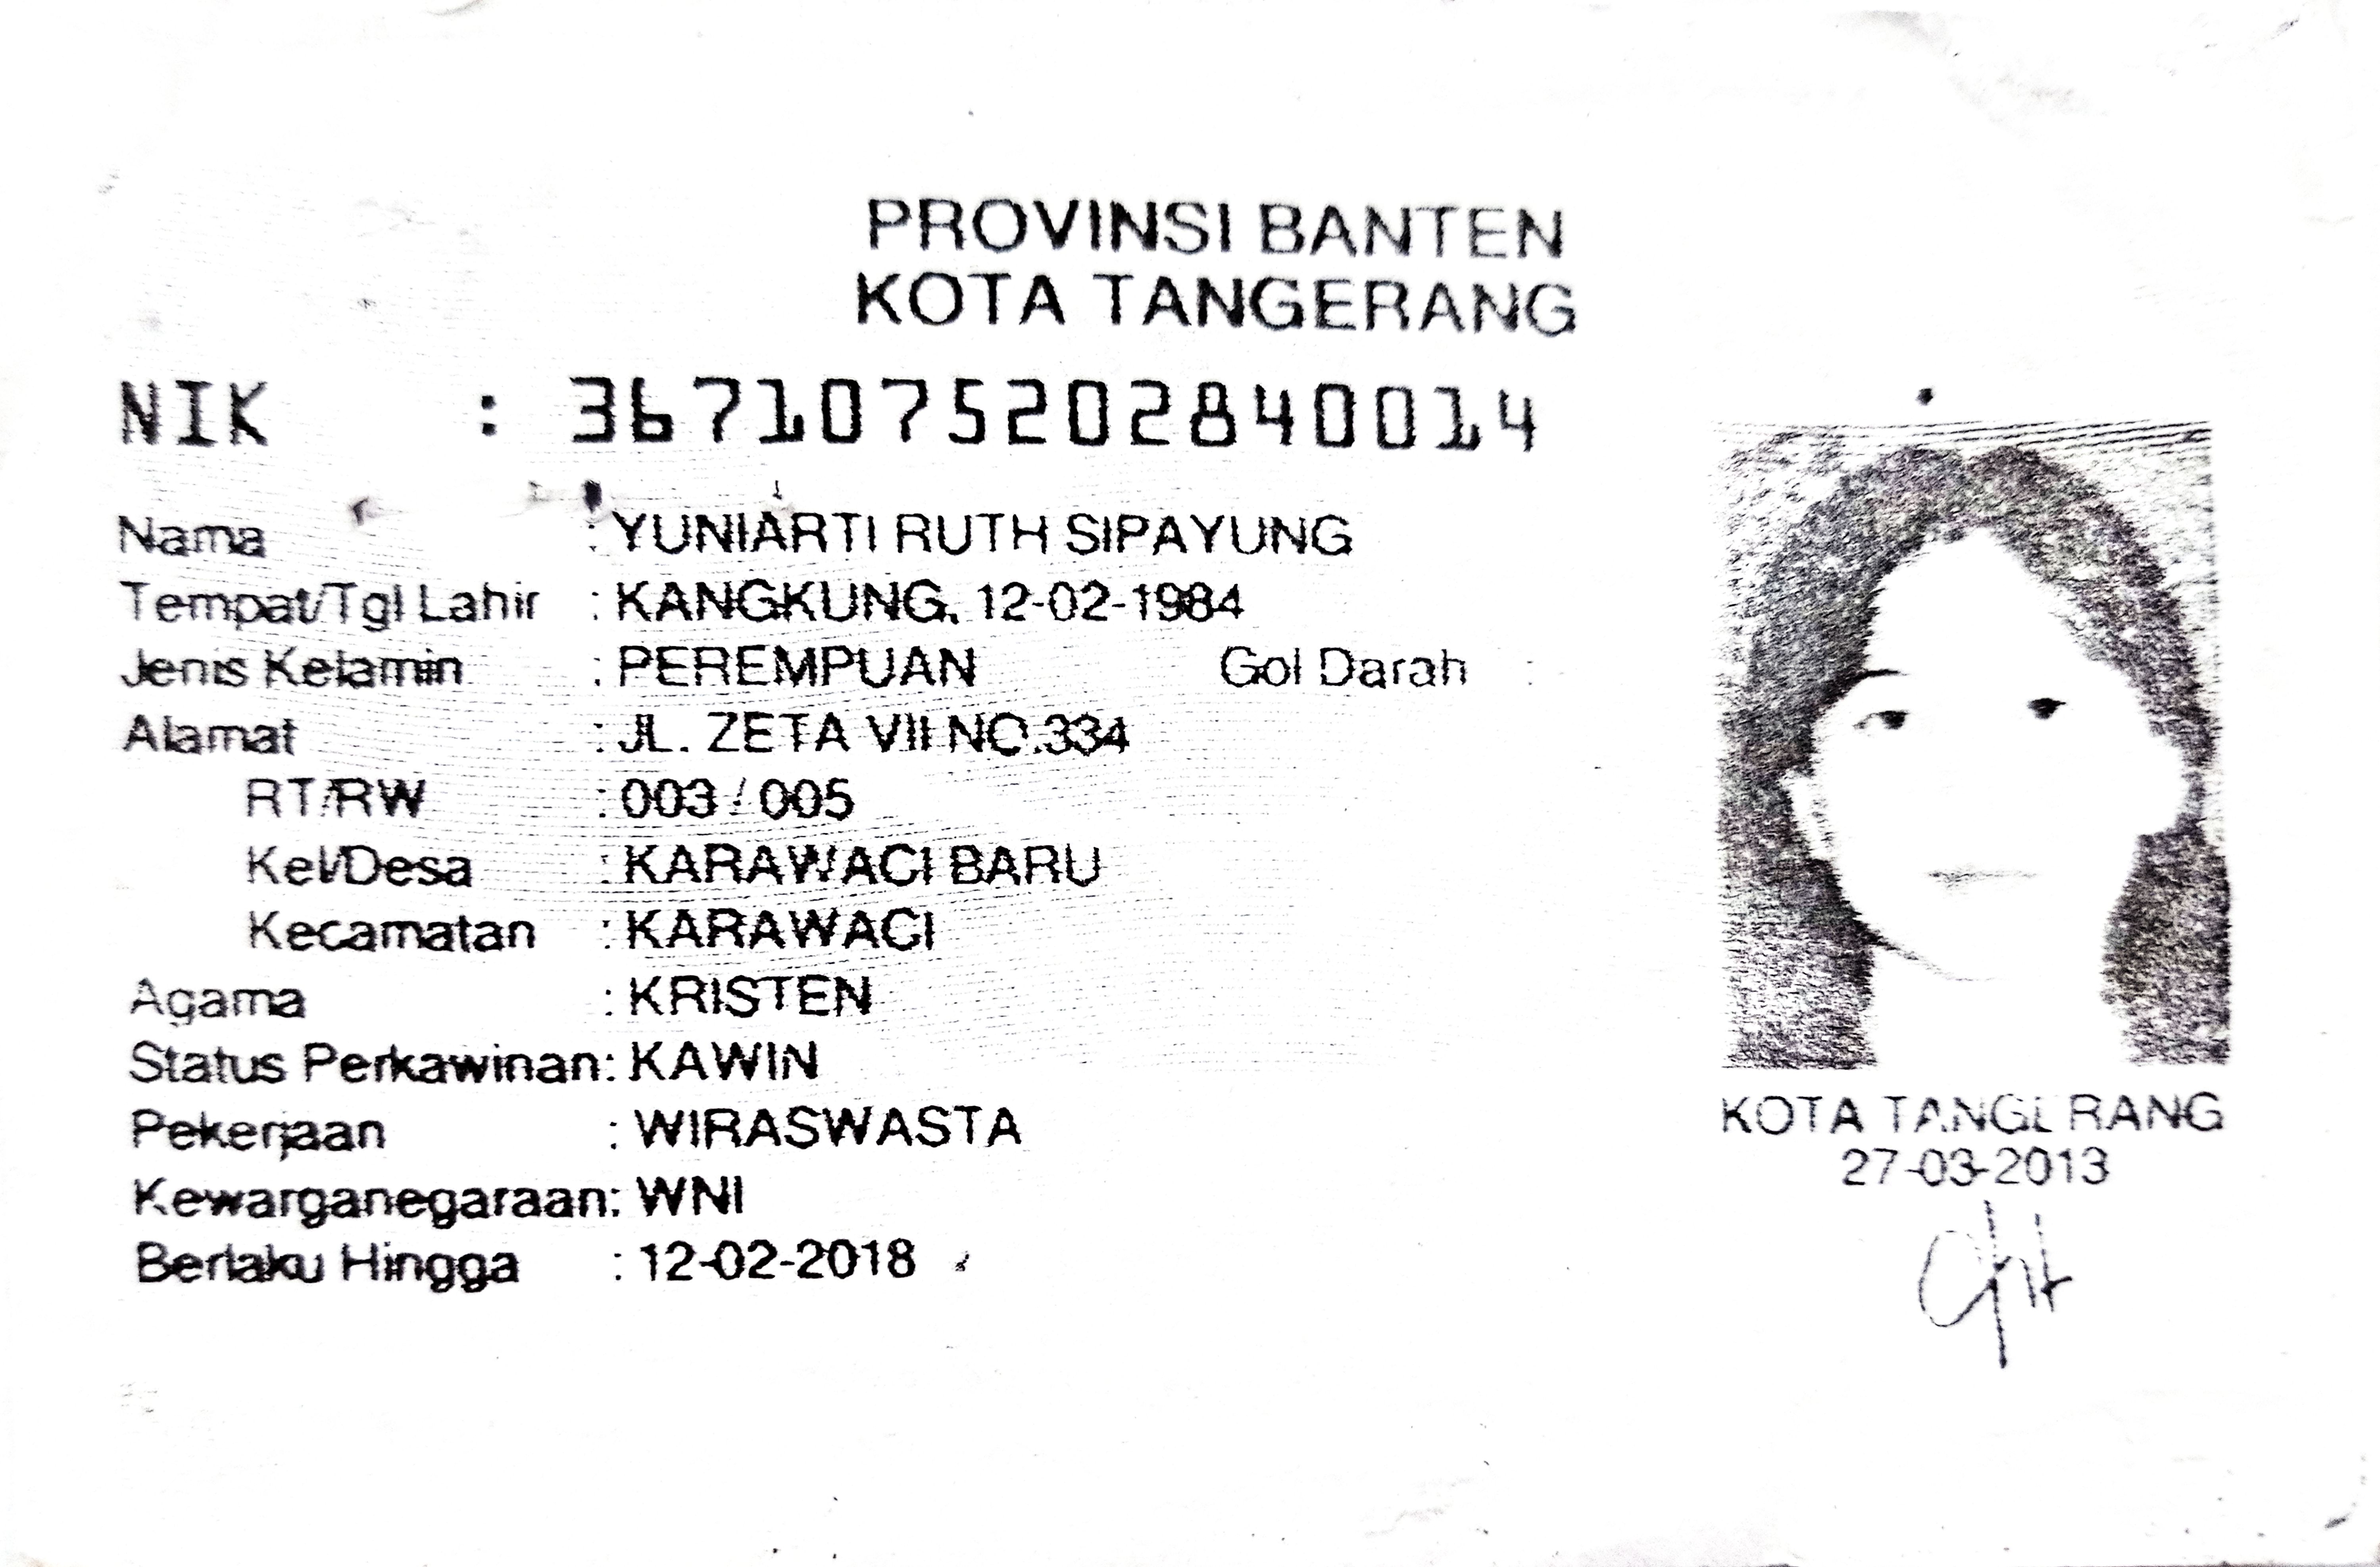 PROVINSI BANTEN
KOTA TANGERANG
NIK : 3671075202840014
Nama : YUNIARTI RUTH SIPAYUNG
Tempat/Tgl Lahir : KANGKUNG, 12-02-1984
Jenis Kelamin : PEREMPUAN Gol Darah :
Alamat : JL. ZETA VII NO.334
RT/RW : 003 / 005
Kel/Desa : KARAWACI BARU
Kecamatan : KARAWACI
Agama : KRISTEN
Status Perkawinan: KAWIN
Pekerjaan : WIRASWASTA
Kewarganegaraan: WNI
Berlaku Hingga : 12-02-2018
KOTA TANGERANG
27-03-2013